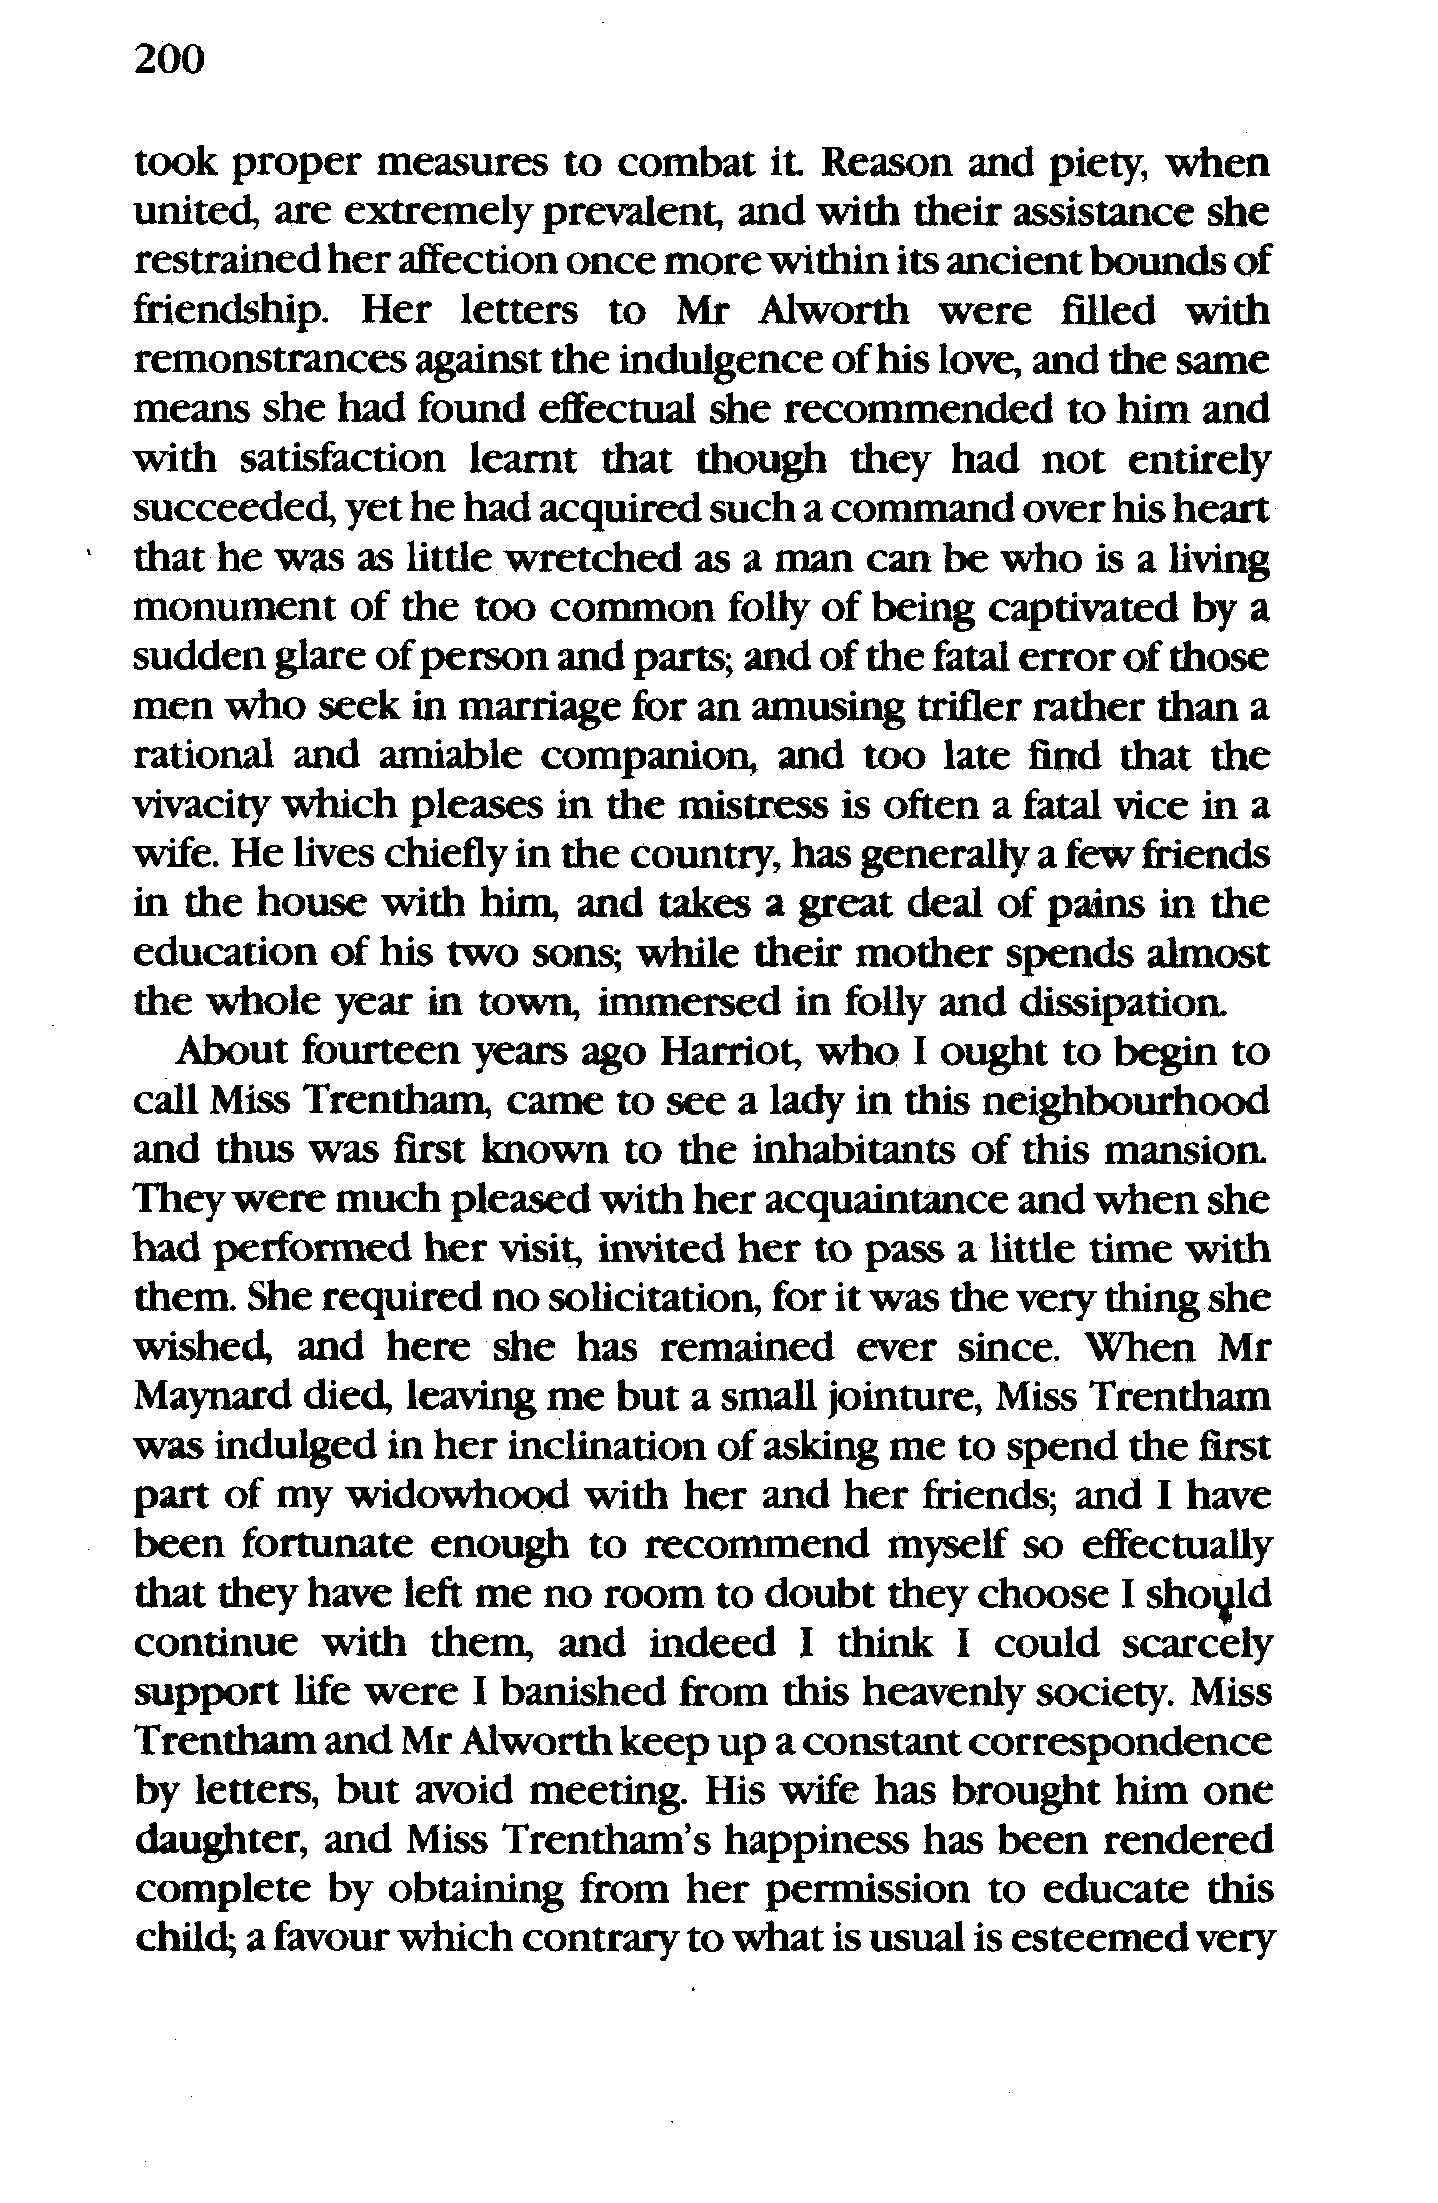 200
took proper measures to combat it. Reason and piety, when
united, are extremely prevalent, and with their assistance she
restrained her affection once more within its ancient bounds of
friendship. Her letters to Mr Alworth were filled with
remonstrances against the indulgence of his love, and the same
means she had found effectual she recommended to him and
with satisfaction learnt that though they had not entirely
succeeded, yet he had acquired such a command over his heart
that he was as little wretched as a man can be who is a living
monument of the too common folly of being captivated by a
sudden glare of person and parts; and of the fatal error of those
men who seek in marriage for an amusing trifler rather than a
rational and amiable companion, and too late find that the
vivacity which pleases in the mistress is often a fatal vice in a
wife. He lives chiefly in the country, has generally a few friends
in the house with him, and takes a great deal of pains in the
education of his two sons; while their mother spends almost
the whole year in town, immersed in folly and dissipation.
About fourteen years ago Harriot, who I ought to begin to
call Miss Trentham, came to see a lady in this neighbourhood
and thus was first known to the inhabitants of this mansion.
They were much pleased with her acquaintance and when she
had performed her visit, invited her to pass a little time with
them. She required no solicitation, for it was the very thing she
wished, and here she has remained ever since. When Mr
Maynard died, leaving me but a small jointure, Miss Trentham
was indulged in her inclination of asking me to spend the first
part of my widowhood with her and her friends; and I have
been fortunate enough to recommend myself so effectually
that they have left me no room to doubt they choose I should
continue with them, and indeed I think I could scarcely
support life were I banished from this heavenly society. Miss
Trentham and Mr Alworth keep up a constant correspondence
by letters, but avoid meeting. His wife has brought him one
daughter, and Miss Trentham's happiness has been rendered
complete by obtaining from her permission to educate this
child; a favour which contrary to what is usual is esteemed very